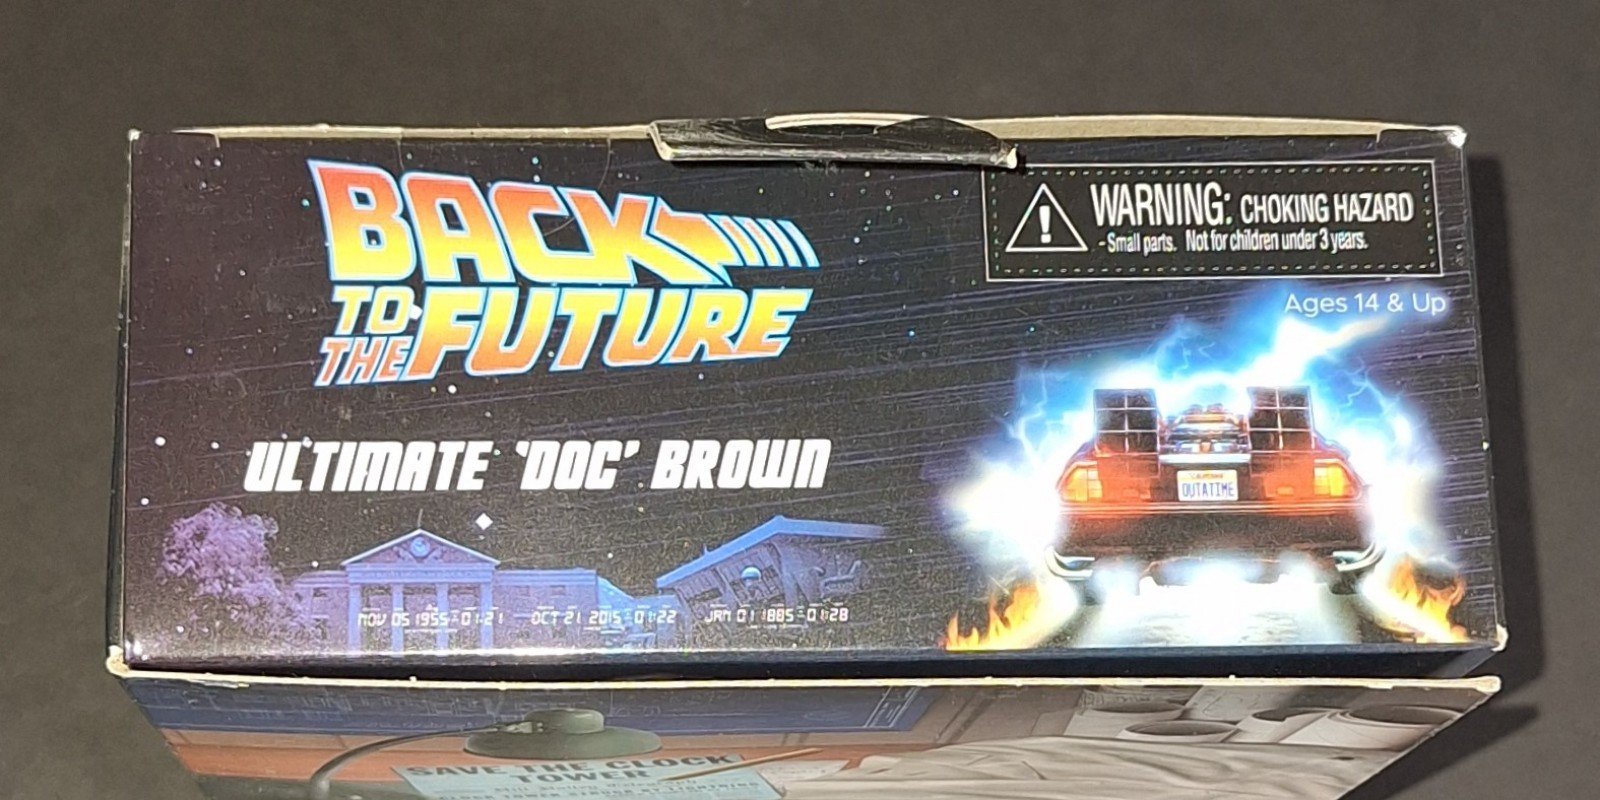 BACK
TO THE FUTURE
WARNING: CHOKING HAZARD
- Small parts. Not for children under 3 years.
Ages 14 & Up
ULTIMATE 'DOC' BROWN
OUTATIME
NOV 05 1955 01:21 OCT 21 2015 01:22 JAN 01 1885 01:28
SAVE THE CLOCK
TOWER